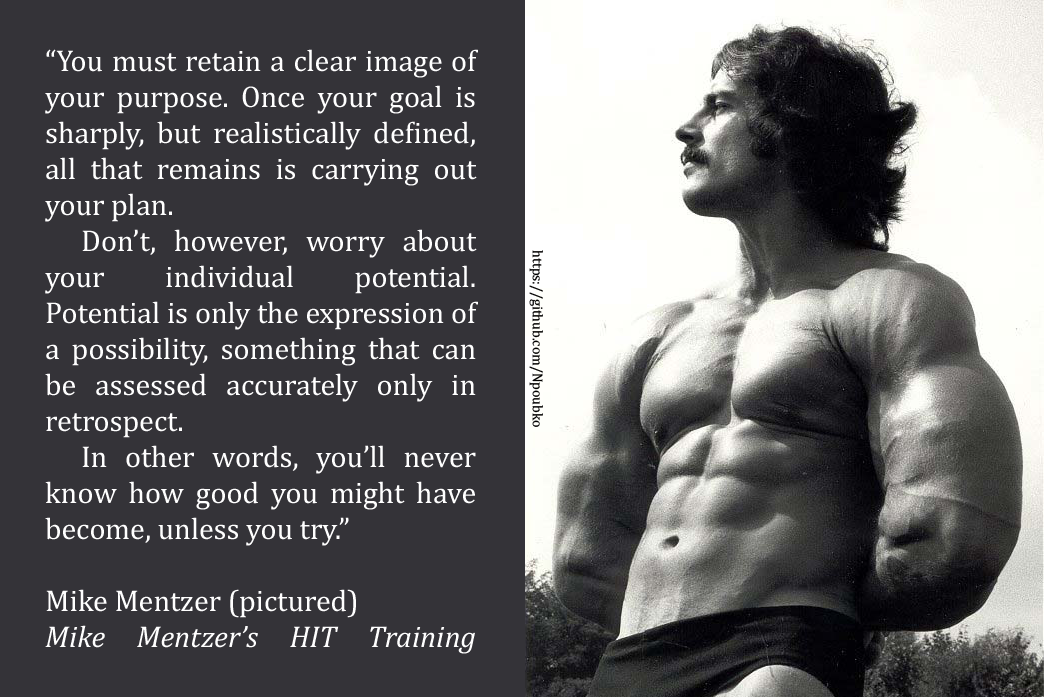 “You must retain a clear image of
your purpose. Once your goal is
sharply, but realistically defined,
all that remains is carrying out
your plan.
Don’t, however, worry about
your individual potential.
Potential is only the expression of
a possibility, something that can
be assessed accurately only in
retrospect.
In other words, you’ll never
know how good you might have
become, unless you try.”
Mike Mentzer (pictured)
Mike Mentzer’s HIT Training
https://github.com/Npoubko